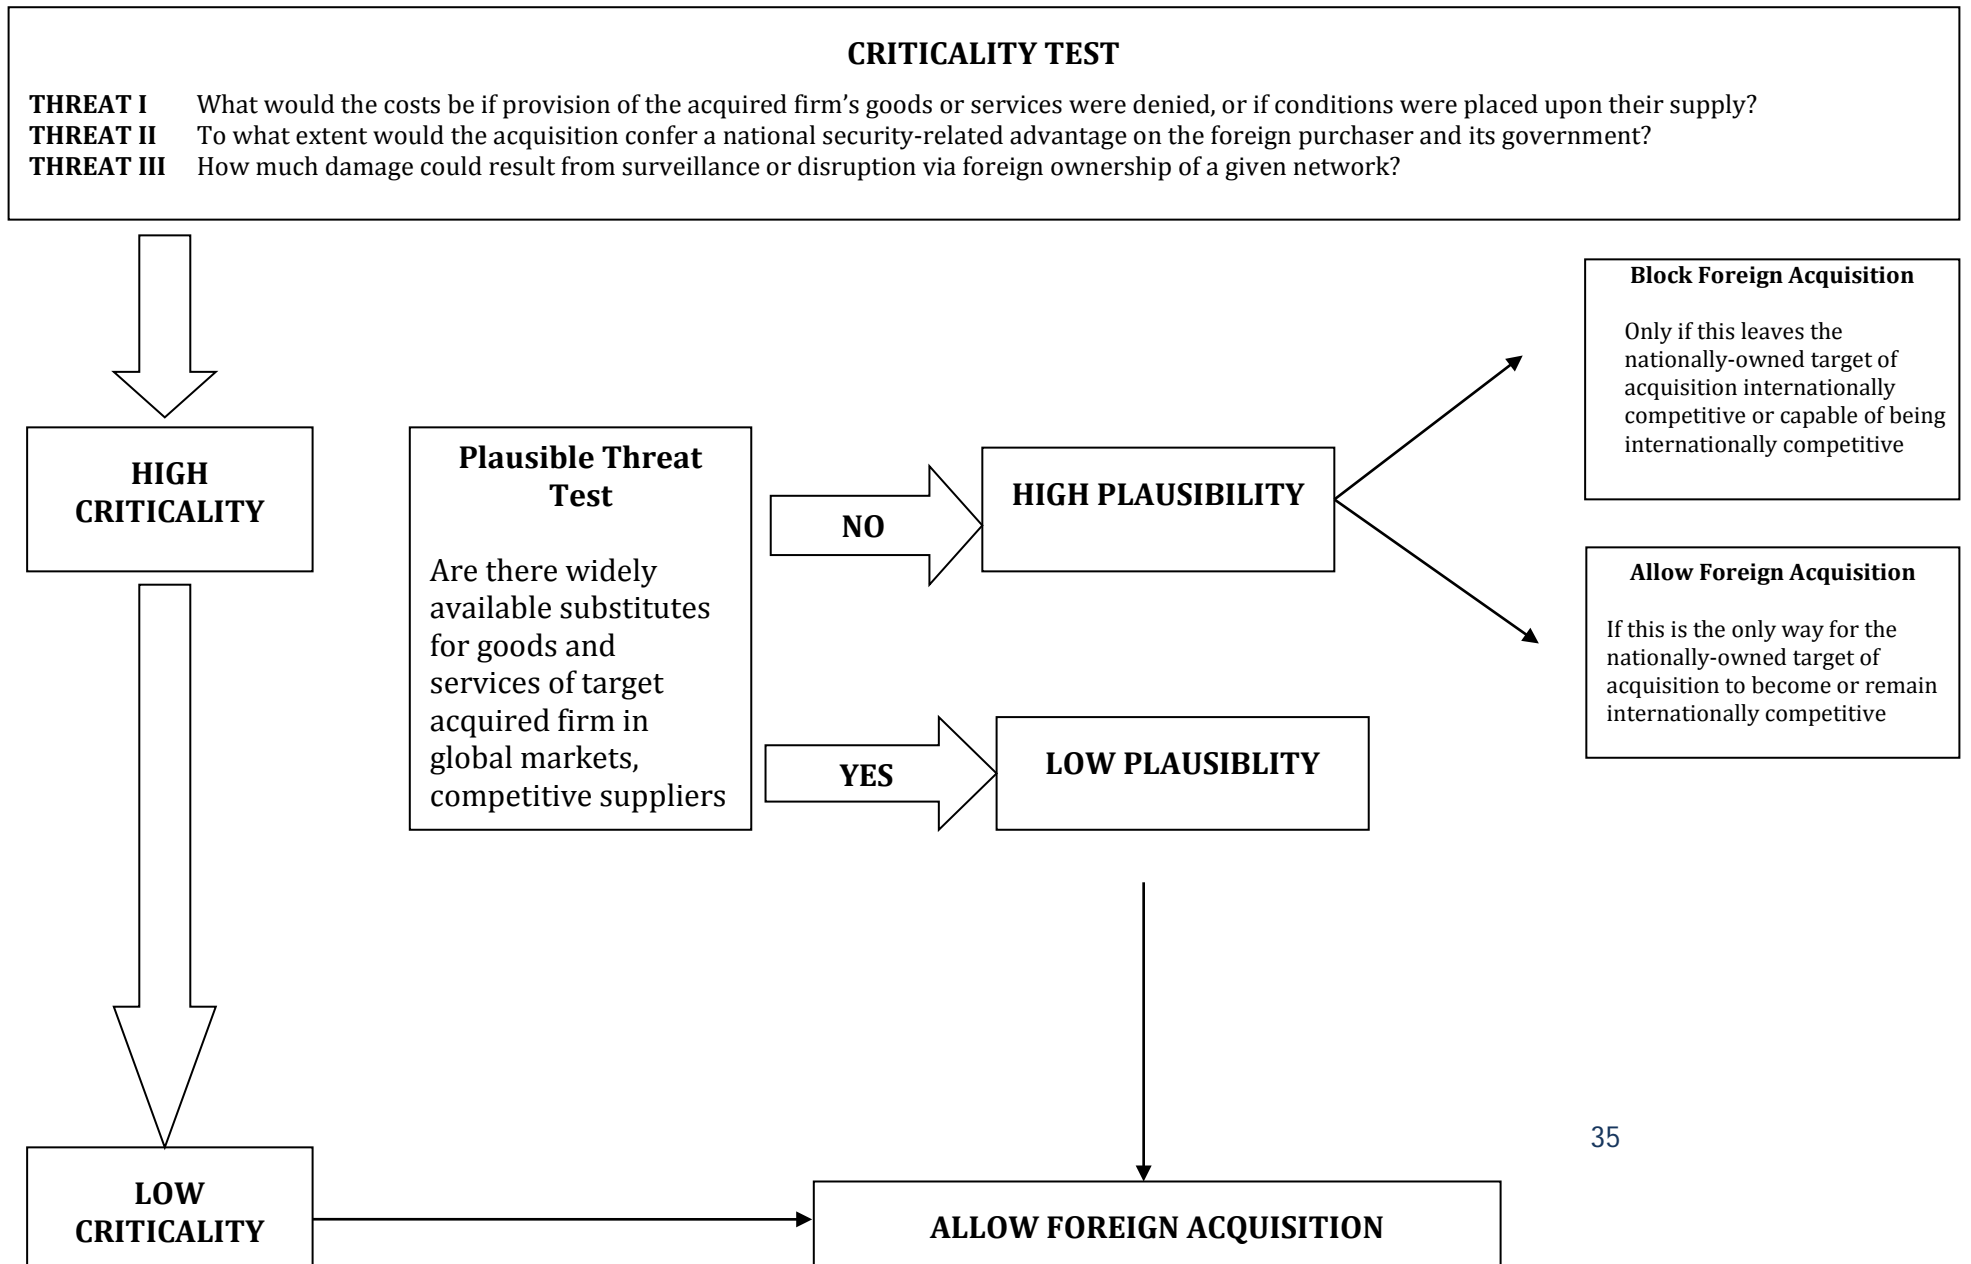 CRITICALITY TEST
THREAT I What would the costs be if provision of the acquired firm's goods or services were denied, or if conditions were placed upon their supply?
THREAT II To what extent would the acquisition confer a national security-related advantage on the foreign purchaser and its government?
THREAT III How much damage could result from surveillance or disruption via foreign ownership of a given network?
HIGH
CRITICALITY
Plausible Threat
Test
Are there widely
available substitutes
for goods and
services of target
acquired firm in
global markets,
competitive suppliers
NO
HIGH PLAUSIBILITY
Block Foreign Acquisition
Only if this leaves the
nationally-owned target of
acquisition internationally
competitive or capable of being
internationally competitive
Allow Foreign Acquisition
If this is the only way for the
nationally-owned target of
acquisition to become or remain
internationally competitive
YES
LOW PLAUSIBLITY
35
LOW
CRITICALITY
ALLOW FOREIGN ACQUISITION